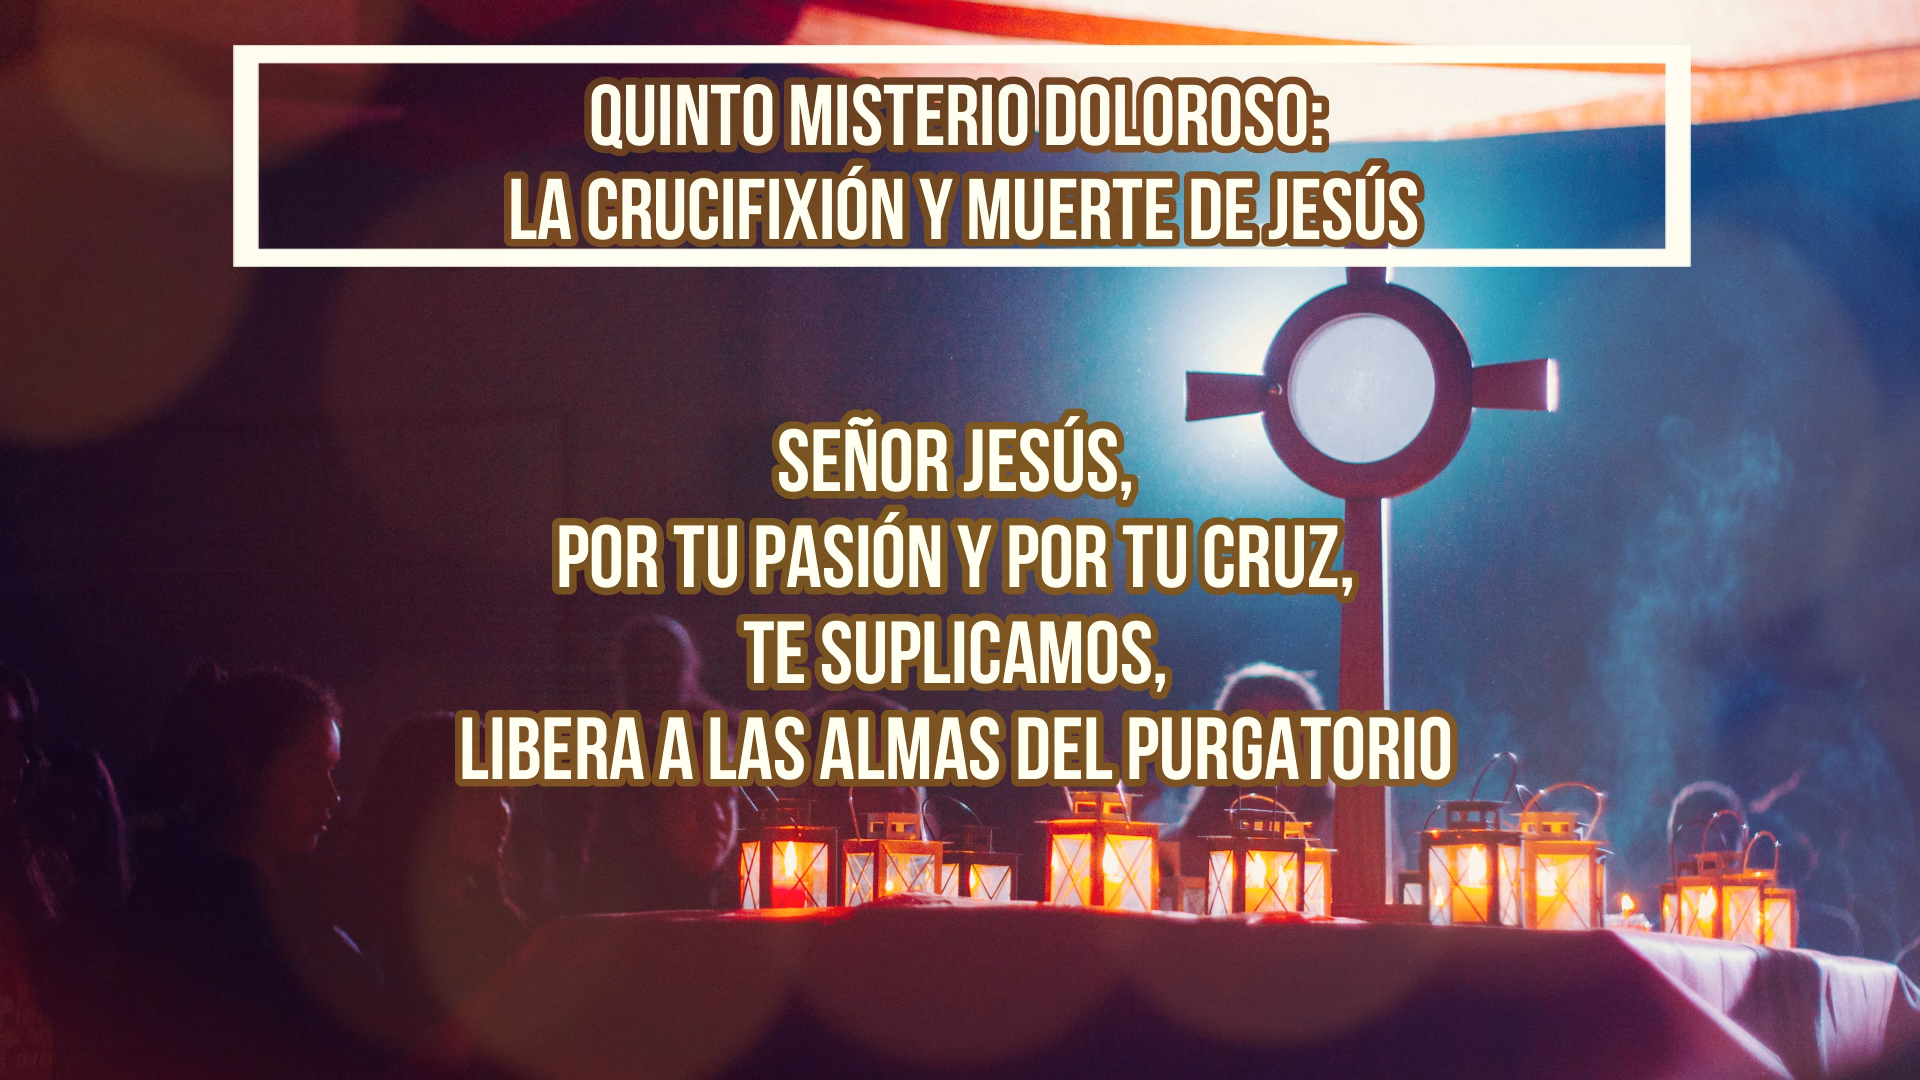 QUINTO MISTERIO DOLOROSO:
LA CRUCIFIXIÓN Y MUERTE DE JESÚS
SEÑOR JESÚS,
POR TU PASIÓN Y POR TU CRUZ,
TE SUPLICAMOS,
LIBERA A LAS ALMAS DEL PURGATORIO